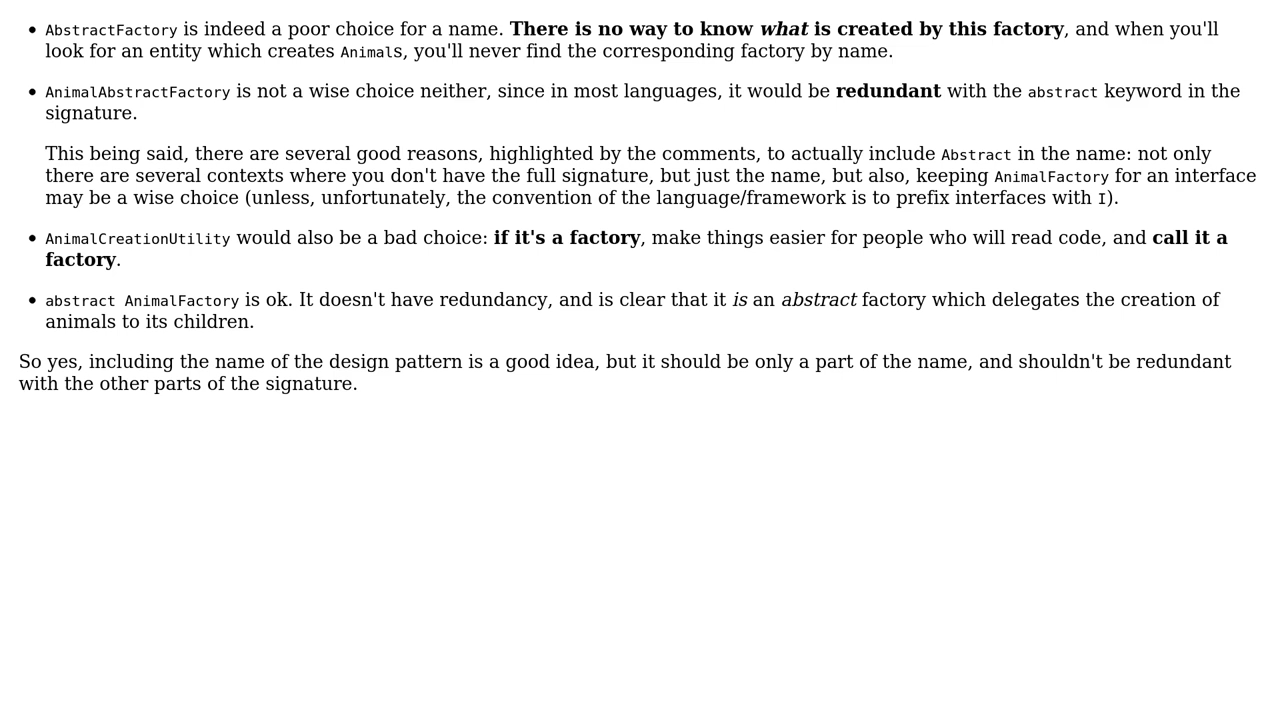 AbstractFactory is indeed a poor choice for a name. There is no way to know what is created by this factory, and when you'll
look for an entity which creates Animals, you'll never find the corresponding factory by name.
AnimalAbstractFactory is not a wise choice neither, since in most languages, it would be redundant with the abstract keyword in the
signature.
This being said, there are several good reasons, highlighted by the comments, to actually include Abstract in the name: not only
there are several contexts where you don't have the full signature, but just the name, but also, keeping AnimalFactory for an interface
may be a wise choice (unless, unfortunately, the convention of the language/framework is to prefix interfaces with I).
AnimalCreationUtility would also be a bad choice: if it's a factory, make things easier for people who will read code, and call it a
factory.
abstract AnimalFactory is ok. It doesn't have redundancy, and is clear that it is an abstract factory which delegates the creation of
animals to its children.
So yes, including the name of the design pattern is a good idea, but it should be only a part of the name, and shouldn't be redundant
with the other parts of the signature.